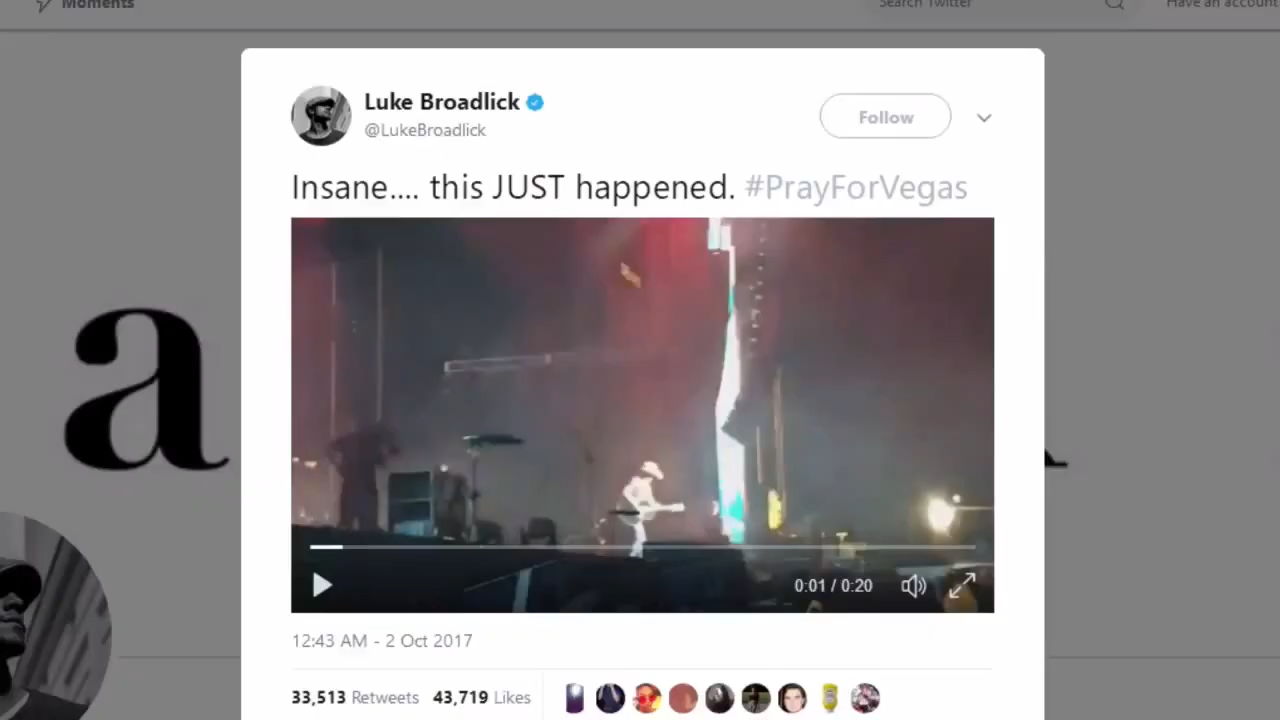 Moments
Search Twitter
Have an account
Luke Broadlick
@LukeBroadlick
Follow
Insane.... this JUST happened. #PrayForVegas
0:01 / 0:20
12:43 AM - 2 Oct 2017
33,513 Retweets 43,719 Likes
a